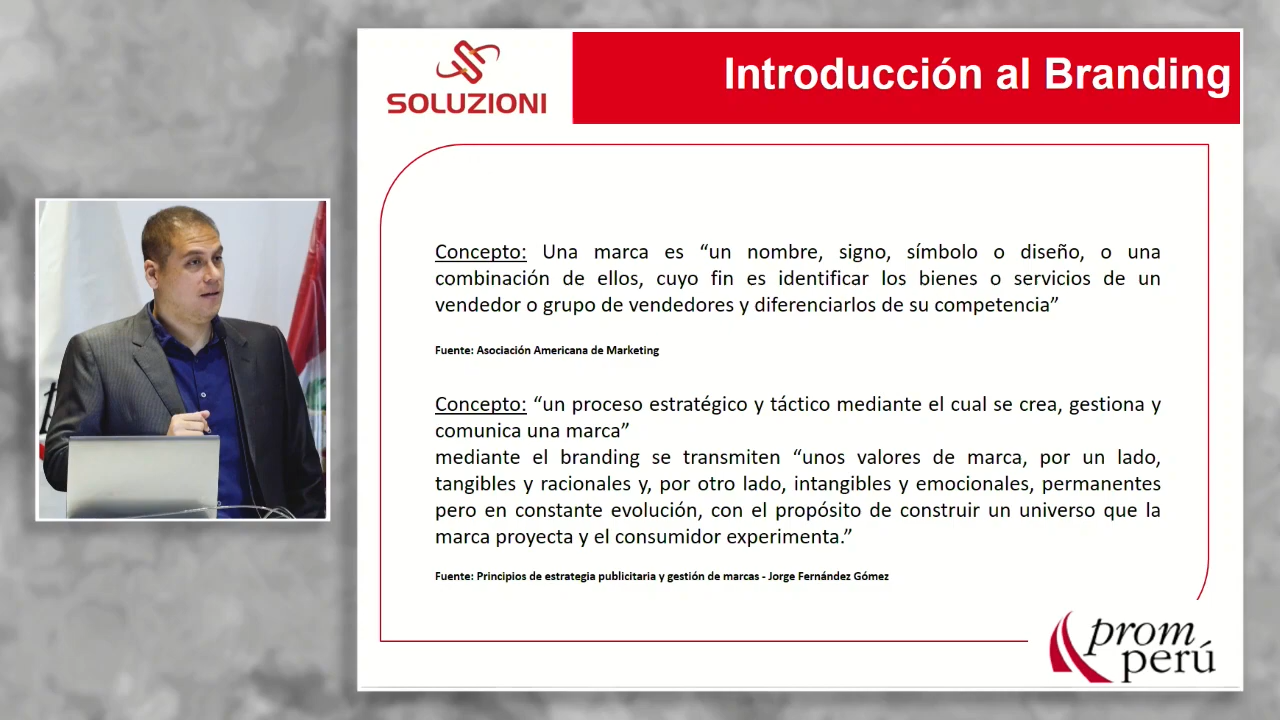 SOLUZIONI
Introducción al Branding
Concepto: Una marca es “un nombre, signo, símbolo o diseño, o una
combinación de ellos, cuyo fin es identificar los bienes o servicios de un
vendedor o grupo de vendedores y diferenciarlos de su competencia”
Fuente: Asociación Americana de Marketing
Concepto: “un proceso estratégico y táctico mediante el cual se crea, gestiona y
comunica una marca”
mediante el branding se transmiten “unos valores de marca, por un lado,
tangibles y racionales y, por otro lado, intangibles y emocionales, permanentes
pero en constante evolución, con el propósito de construir un universo que la
marca proyecta y el consumidor experimenta.”
Fuente: Principios de estrategia publicitaria y gestión de marcas - Jorge Fernández Gómez
prom
perú